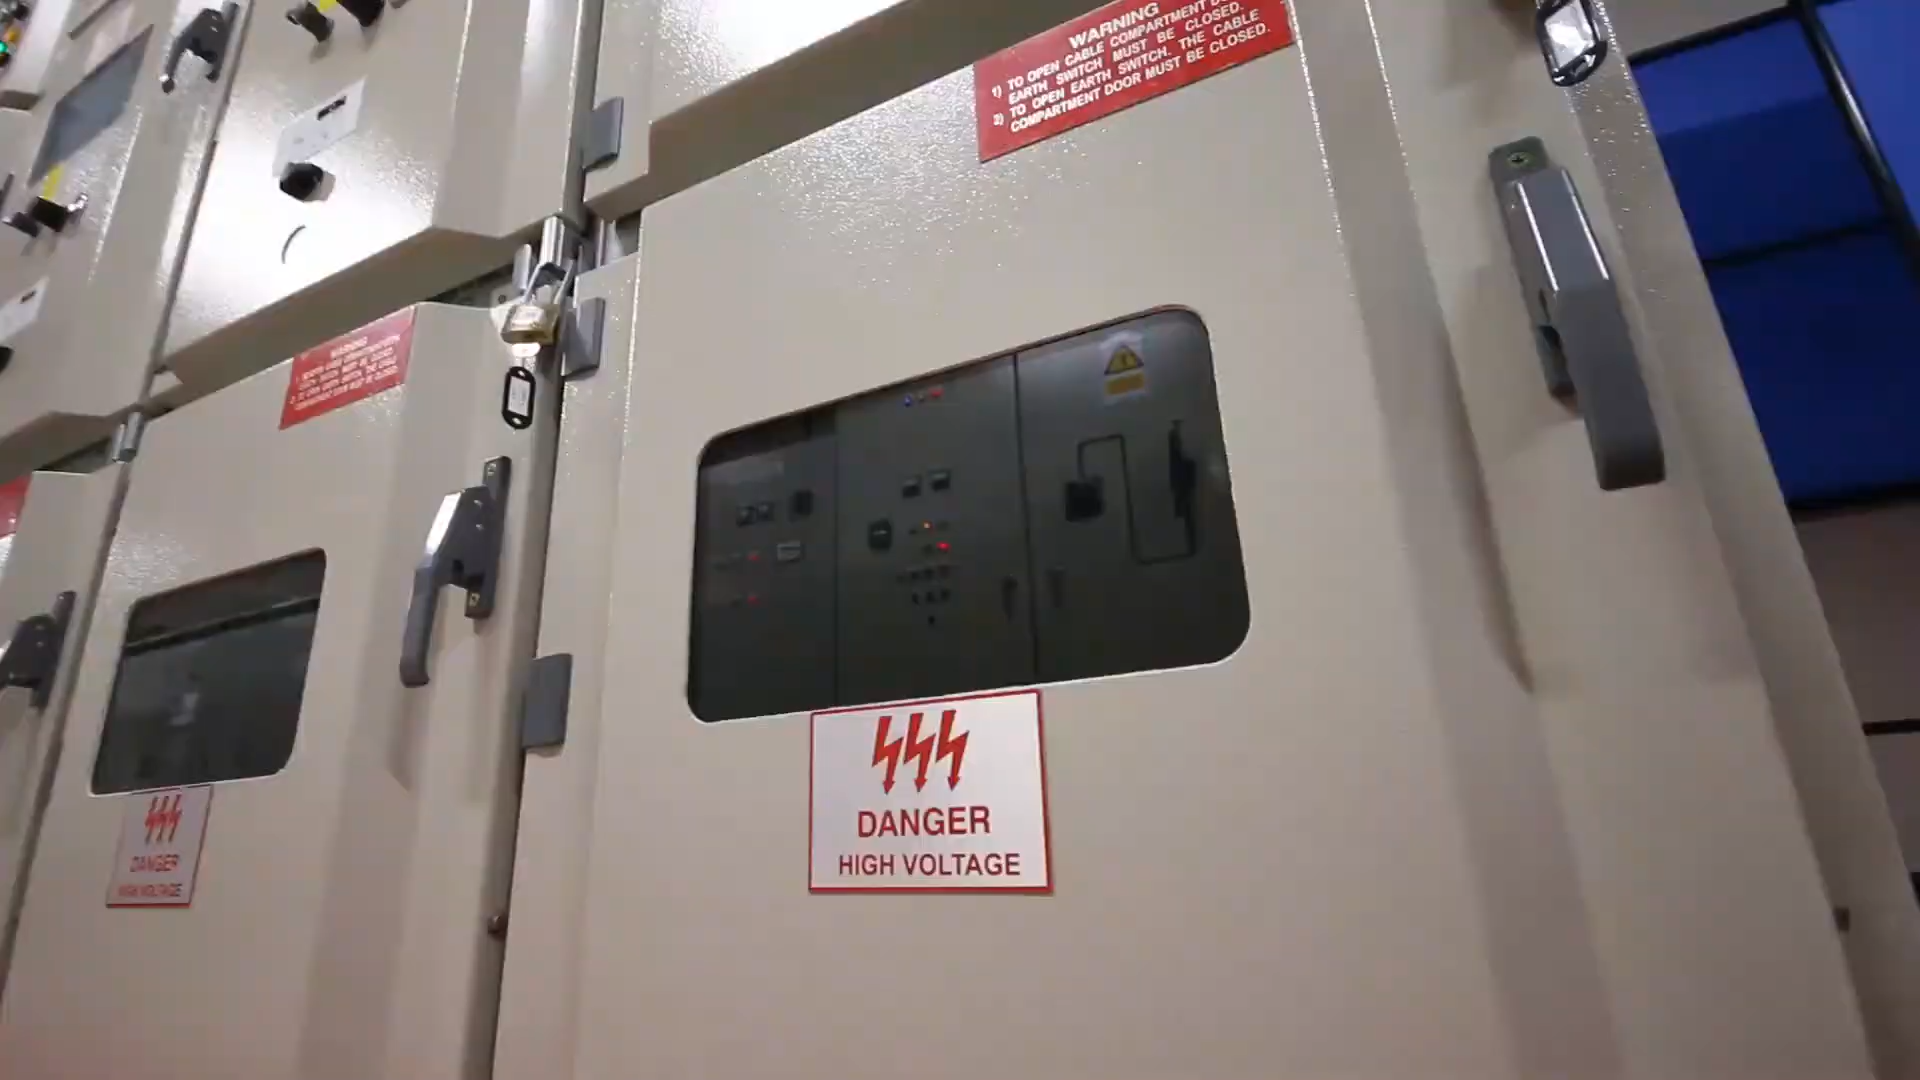 WARNING
1) TO OPEN CABLE COMPARTMENT
EARTH SWITCH MUST BE CLOSED.
2) TO OPEN EARTH SWITCH. THE CABLE
COMPARTMENT DOOR MUST BE CLOSED.
WARNING
DANGER
HIGH VOLTAGE
DANGER
HIGH VOLTAGE